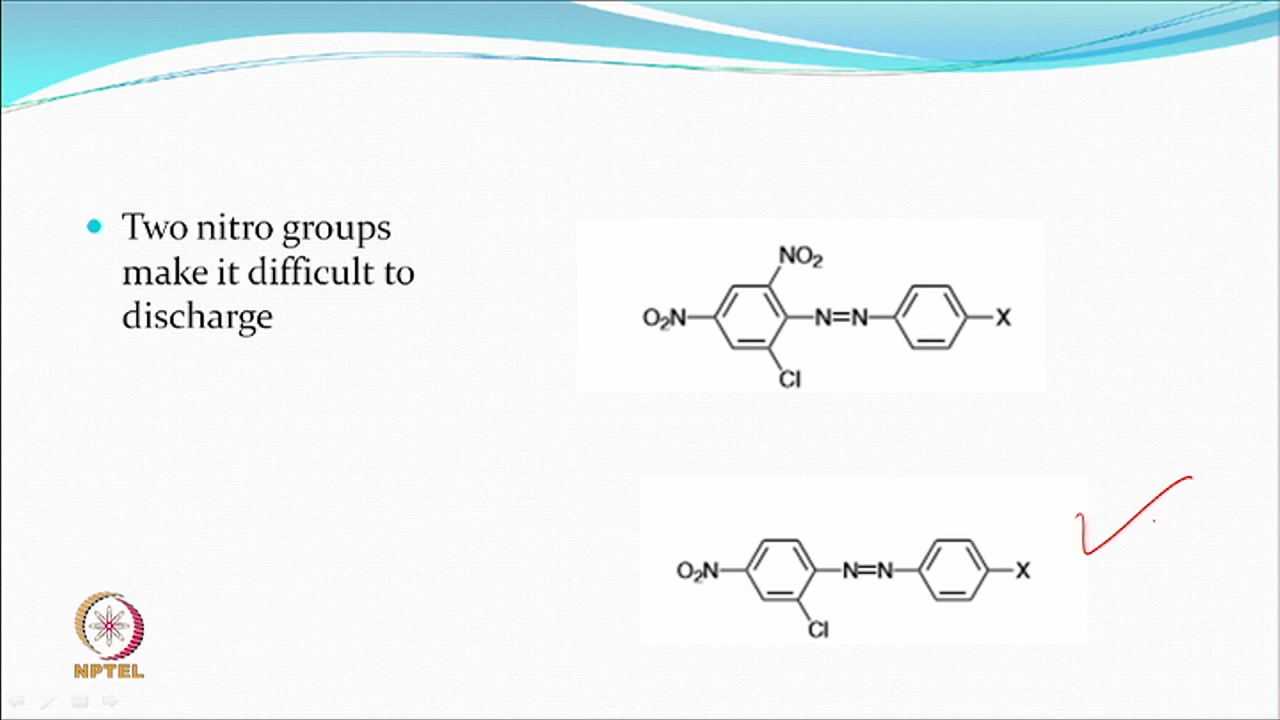 Two nitro groups
make it difficult to
discharge
NO₂
O₂N N=N X
Cl
O₂N N=N X
Cl
NPTEL